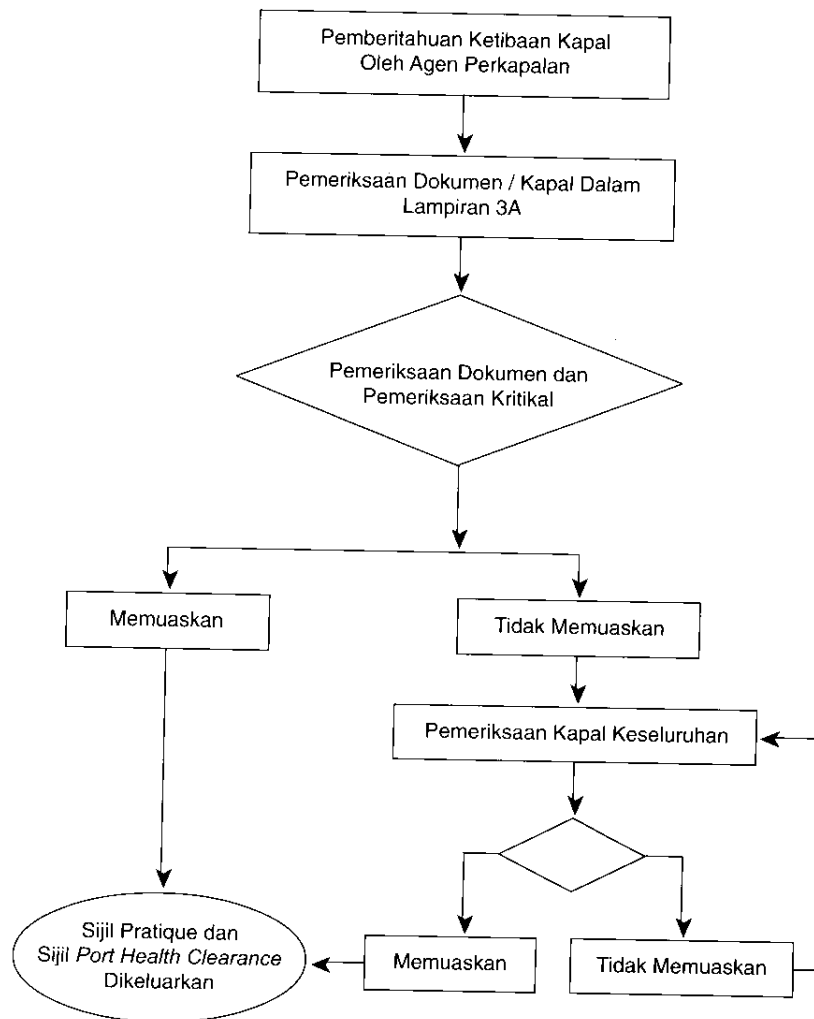 Pemberitahuan Ketibaan Kapal
Oleh Agen Perkapalan
Pemeriksaan Dokumen / Kapal Dalam
Lampiran 3A
Pemeriksaan Dokumen dan
Pemeriksaan Kritikal
Memuaskan
Tidak Memuaskan
Pemeriksaan Kapal Keseluruhan
Sijil Pratique dan
Sijil Port Health Clearance
Dikeluarkan
Memuaskan
Tidak Memuaskan